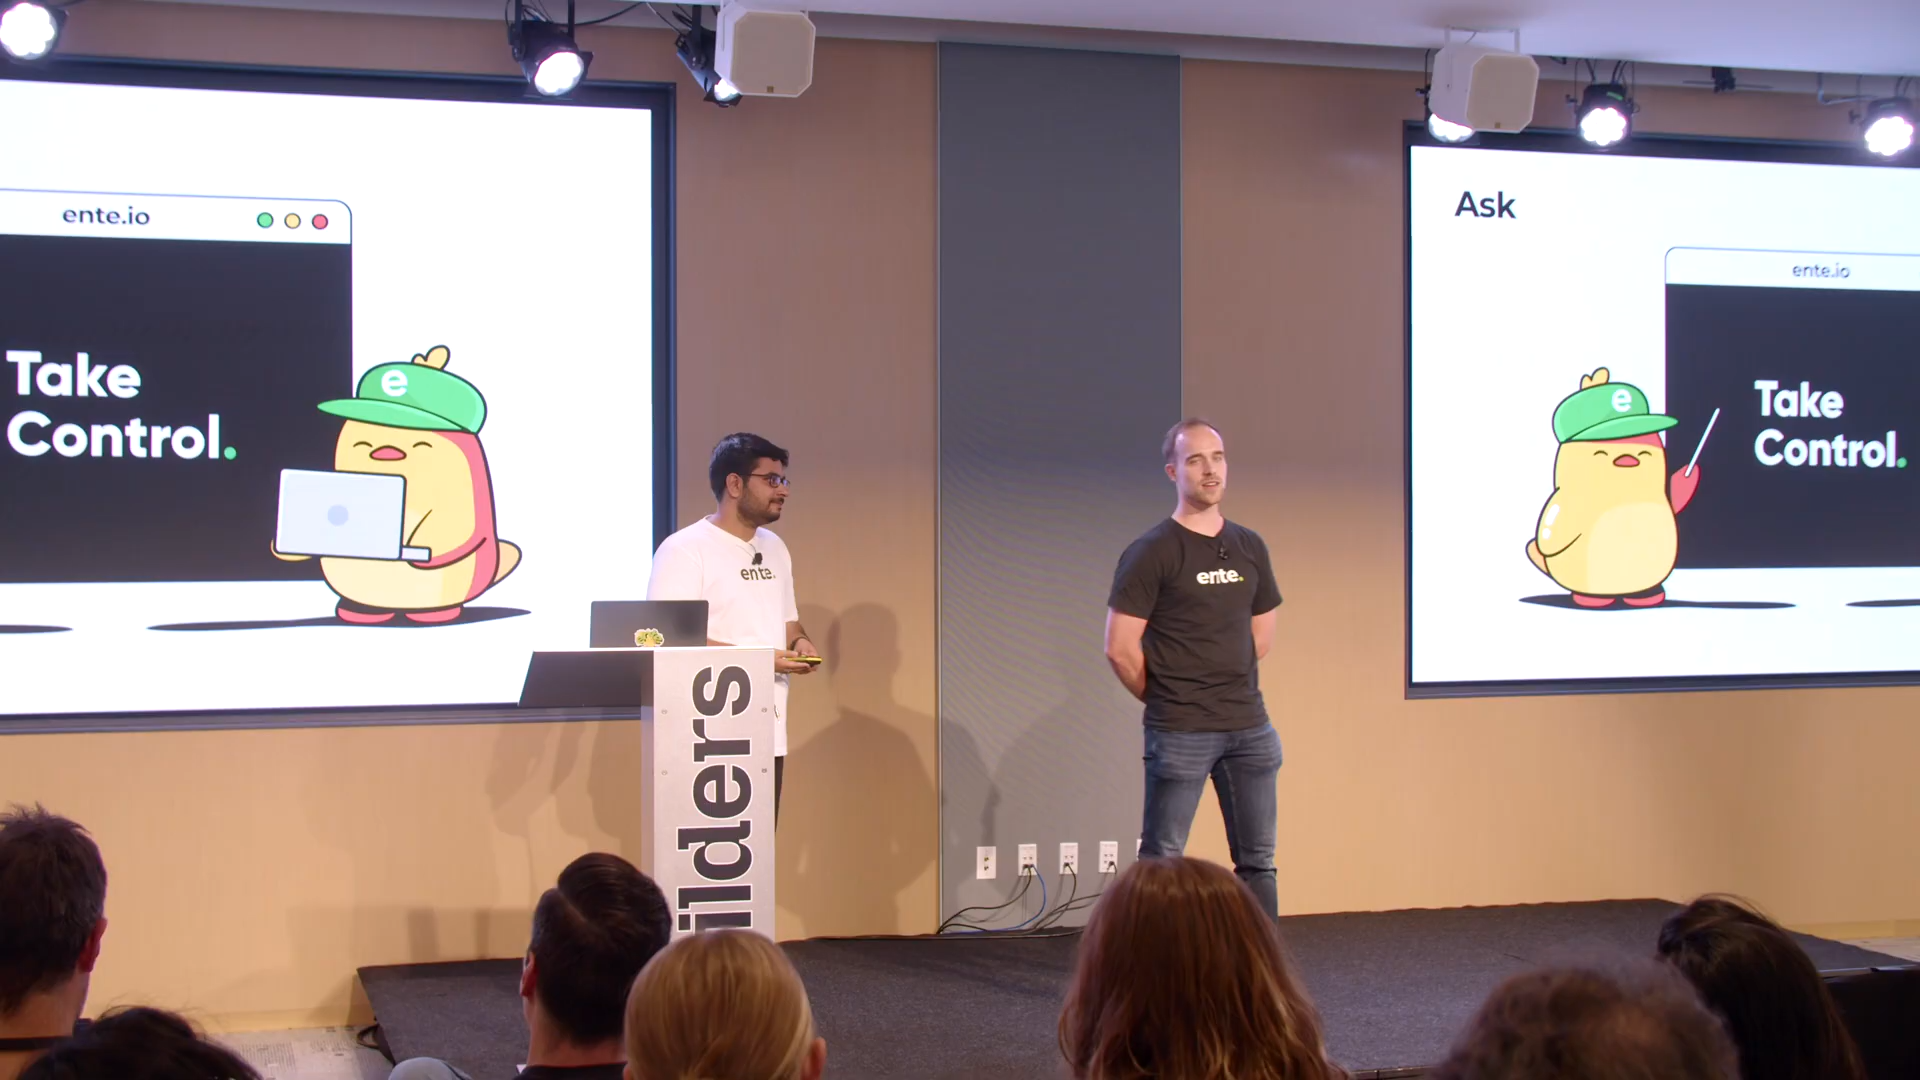 ente.io
Take
Control.
e
ente.
ente.
ilders
Ask
ente.io
e
Take
Control.